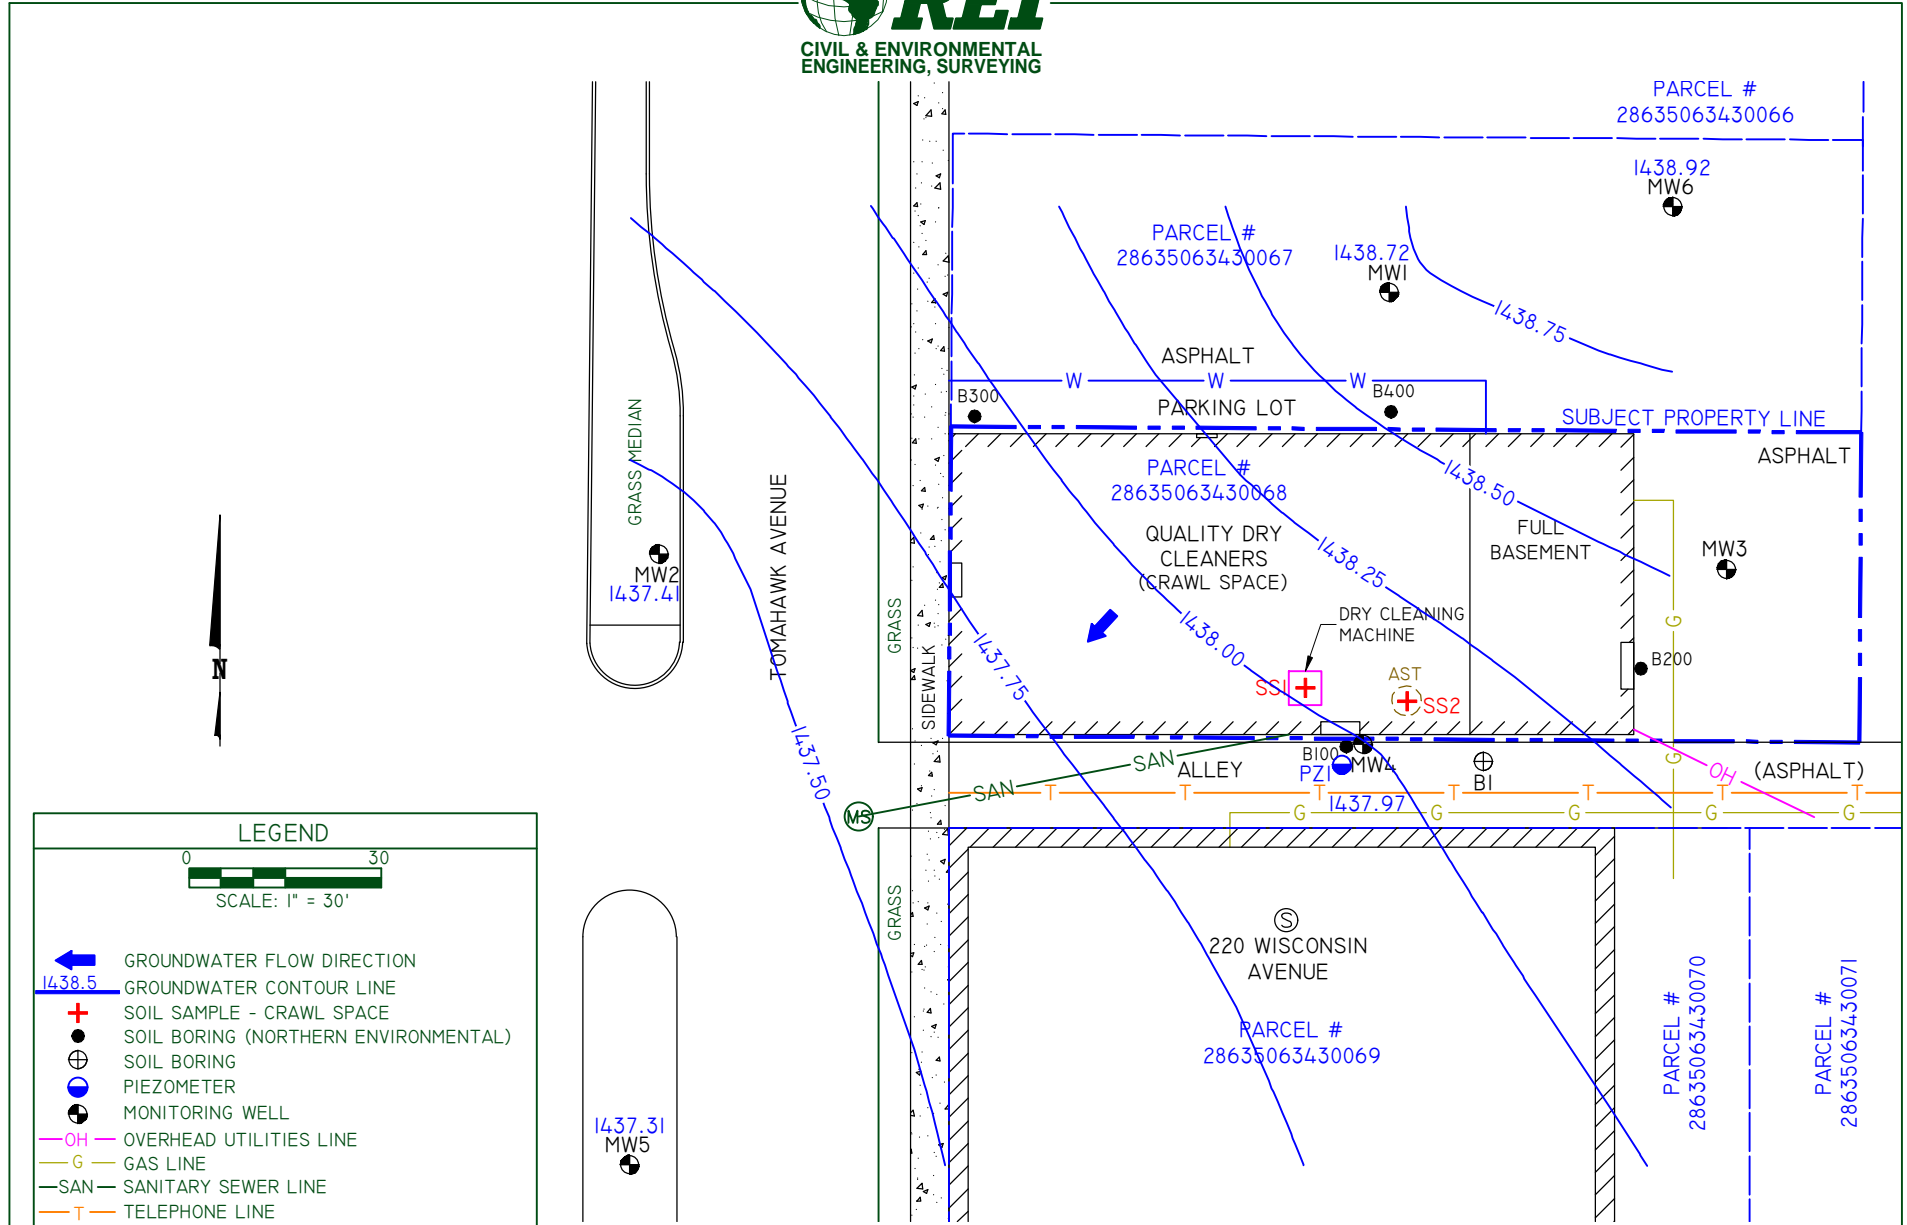 REI
CIVIL & ENVIRONMENTAL
ENGINEERING, SURVEYING
PARCEL #
28635063430066
1438.92
MW6
PARCEL #
28635063430067
1438.72
MW1
1438.75
ASPHALT
W W W
B300
B400
PARKING LOT
SUBJECT PROPERTY LINE
ASPHALT
GRASS MEDIAN
TOMAHAWK AVENUE
PARCEL #
28635063430068
1438.50
QUALITY DRY
CLEANERS
(CRAWL SPACE)
FULL
BASEMENT
1438.25
MW3
MW2
1437.41
GRASS
SIDEWALK
DRY CLEANING
MACHINE
1438.00
1437.75
G
B200
AST
SS1
SS2
N
1437.50
SAN
SAN
MS
ALLEY
B100
PZ1
MW4
1437.97
B1
G
OH
(ASPHALT)
T T T T T T T
G G G G G
GRASS
S
220 WISCONSIN
AVENUE
PARCEL #
28635063430069
PARCEL #
28635063430070
PARCEL #
28635063430071
1437.31
MW5
LEGEND
0 30
SCALE: 1" = 30'
GROUNDWATER FLOW DIRECTION
1438.5 GROUNDWATER CONTOUR LINE
SOIL SAMPLE - CRAWL SPACE
SOIL BORING (NORTHERN ENVIRONMENTAL)
SOIL BORING
PIEZOMETER
MONITORING WELL
OH OVERHEAD UTILITIES LINE
G GAS LINE
SAN SANITARY SEWER LINE
T TELEPHONE LINE